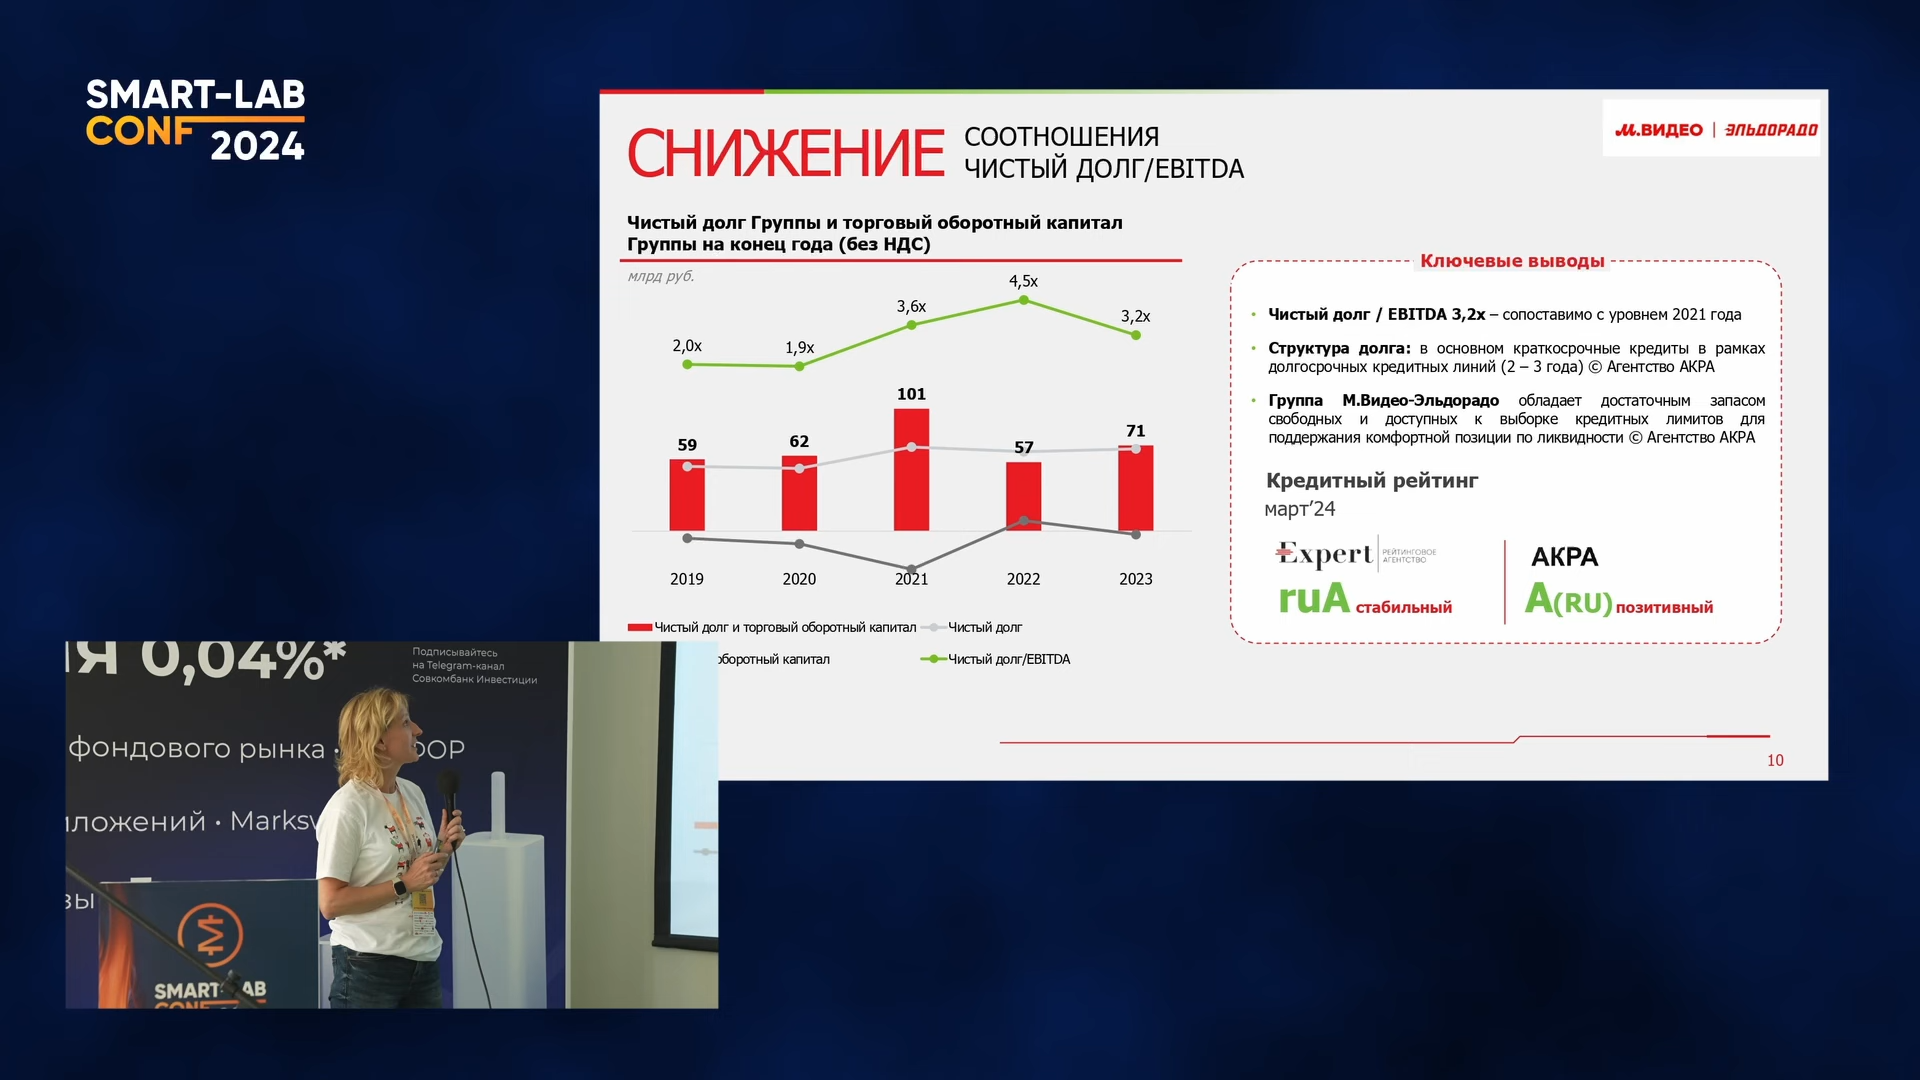 SMART-LAB
CONF 2024
М.ВИДЕО | ЭЛЬДОРАДО
СНИЖЕНИЕ
СООТНОШЕНИЯ
ЧИСТЫЙ ДОЛГ/EBITDA
Чистый долг Группы и торговый оборотный капитал
Группы на конец года (без НДС)
млрд руб.
2,0x 1,9x 3,6x 4,5x 3,2x
59 62 101 57 71
2019 2020 2021 2022 2023
Чистый долг и торговый оборотный капитал
Чистый долг
оборотный капитал
Чистый долг/EBITDA
Ключевые выводы
• Чистый долг / EBITDA 3,2x – сопоставимо с уровнем 2021 года
• Структура долга: в основном краткосрочные кредиты в рамках
долгосрочных кредитных линий (2 – 3 года) © Агентство АКРА
• Группа М.Видео-Эльдорадо обладает достаточным запасом
свободных и доступных к выборке кредитных лимитов для
поддержания комфортной позиции по ликвидности © Агентство АКРА
Кредитный рейтинг
март’24
Expert
РЕЙТИНГОВОЕ
АГЕНТСТВО
ruA стабильный
АКРА
A(RU) позитивный
10
0,04%*
Подписывайтесь
на Telegram-канал
Совкомбанк Инвестиции
фондового рынка ·
SMART-LAB
CONF